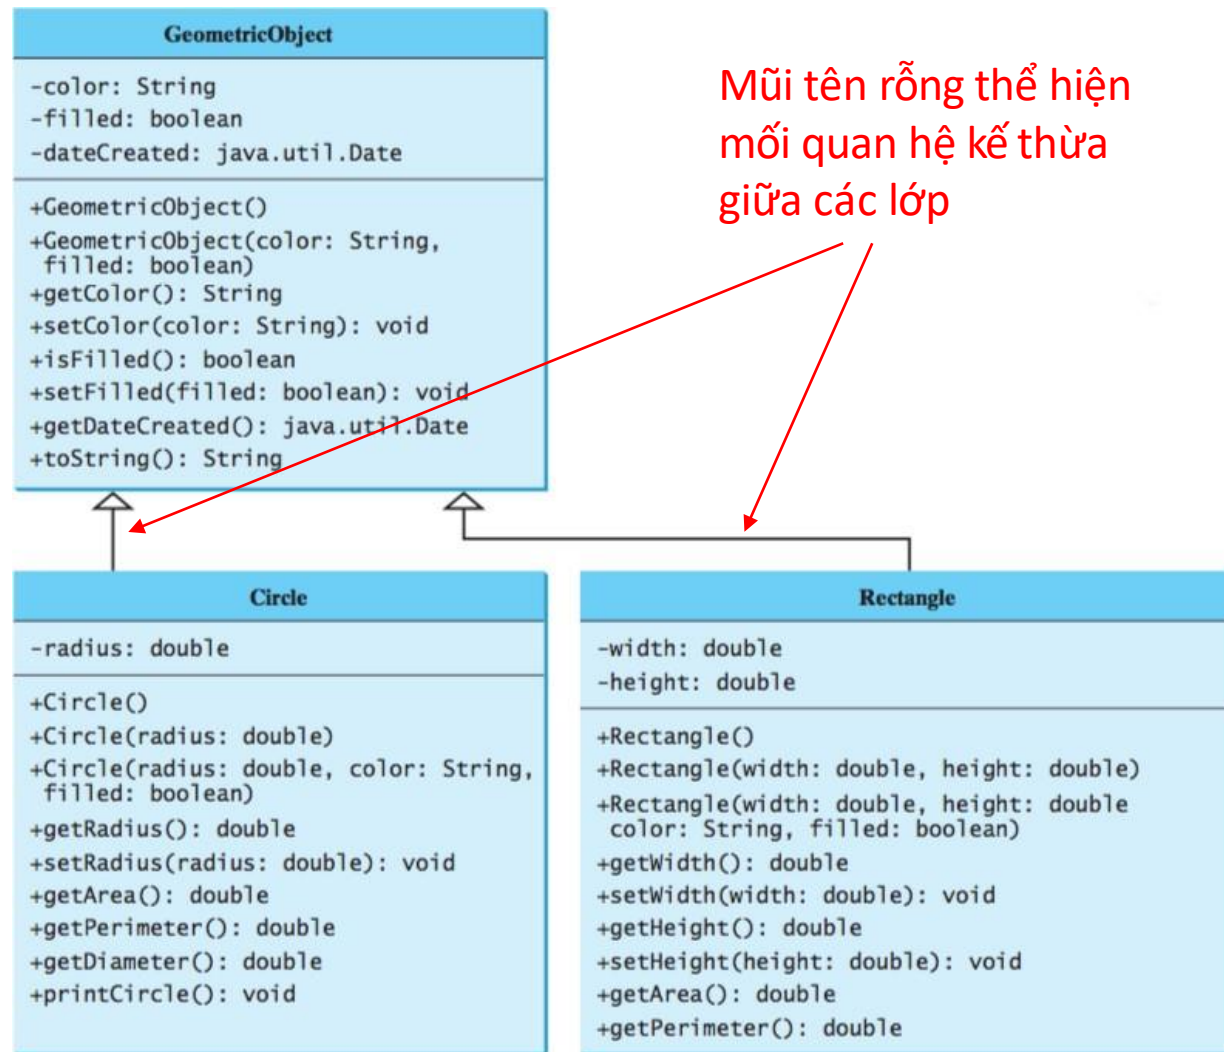 GeometricObject
-color: String
-filled: boolean
-dateCreated: java.util.Date
+GeometricObject()
+GeometricObject(color: String,
filled: boolean)
+getColor(): String
+setColor(color: String): void
+isFilled(): boolean
+setFilled(filled: boolean): void
+getDateCreated(): java.util.Date
+toString(): String
Mũi tên rỗng thể hiện
mối quan hệ kế thừa
giữa các lớp
Circle
-radius: double
+Circle()
+Circle(radius: double)
+Circle(radius: double, color: String,
filled: boolean)
+getRadius(): double
+setRadius(radius: double): void
+getArea(): double
+getPerimeter(): double
+getDiameter(): double
+printCircle(): void
Rectangle
-width: double
-height: double
+Rectangle()
+Rectangle(width: double, height: double)
+Rectangle(width: double, height: double
color: String, filled: boolean)
+getWidth(): double
+setWidth(width: double): void
+getHeight(): double
+setHeight(height: double): void
+getArea(): double
+getPerimeter(): double